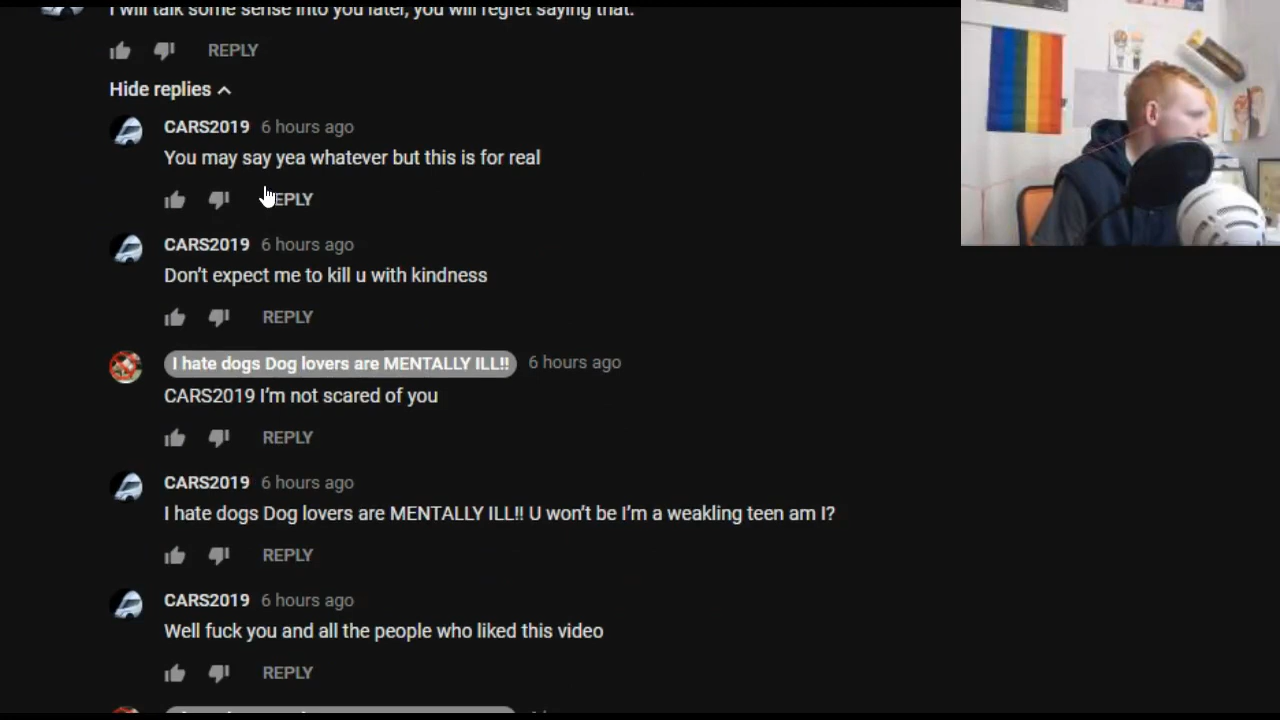 I will talk some sense into you later, you will regret saying that.
REPLY
Hide replies
CARS2019 6 hours ago
You may say yea whatever but this is for real
EPLY
CARS2019 6 hours ago
Don't expect me to kill u with kindness
REPLY
I hate dogs Dog lovers are MENTALLY ILL!! 6 hours ago
CARS2019 I'm not scared of you
REPLY
CARS2019 6 hours ago
I hate dogs Dog lovers are MENTALLY ILL!! U won't be I'm a weakling teen am I?
REPLY
CARS2019 6 hours ago
Well fuck you and all the people who liked this video
REPLY